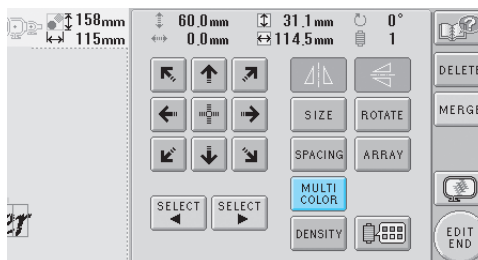 158mm
115mm
60.0mm 31.1mm 0°
0.0mm 114.5mm 1
SIZE ROTATE
SPACING ARRAY
MULTI
COLOR
SELECT SELECT
DENSITY
DELETE
MERGE
EDIT
END